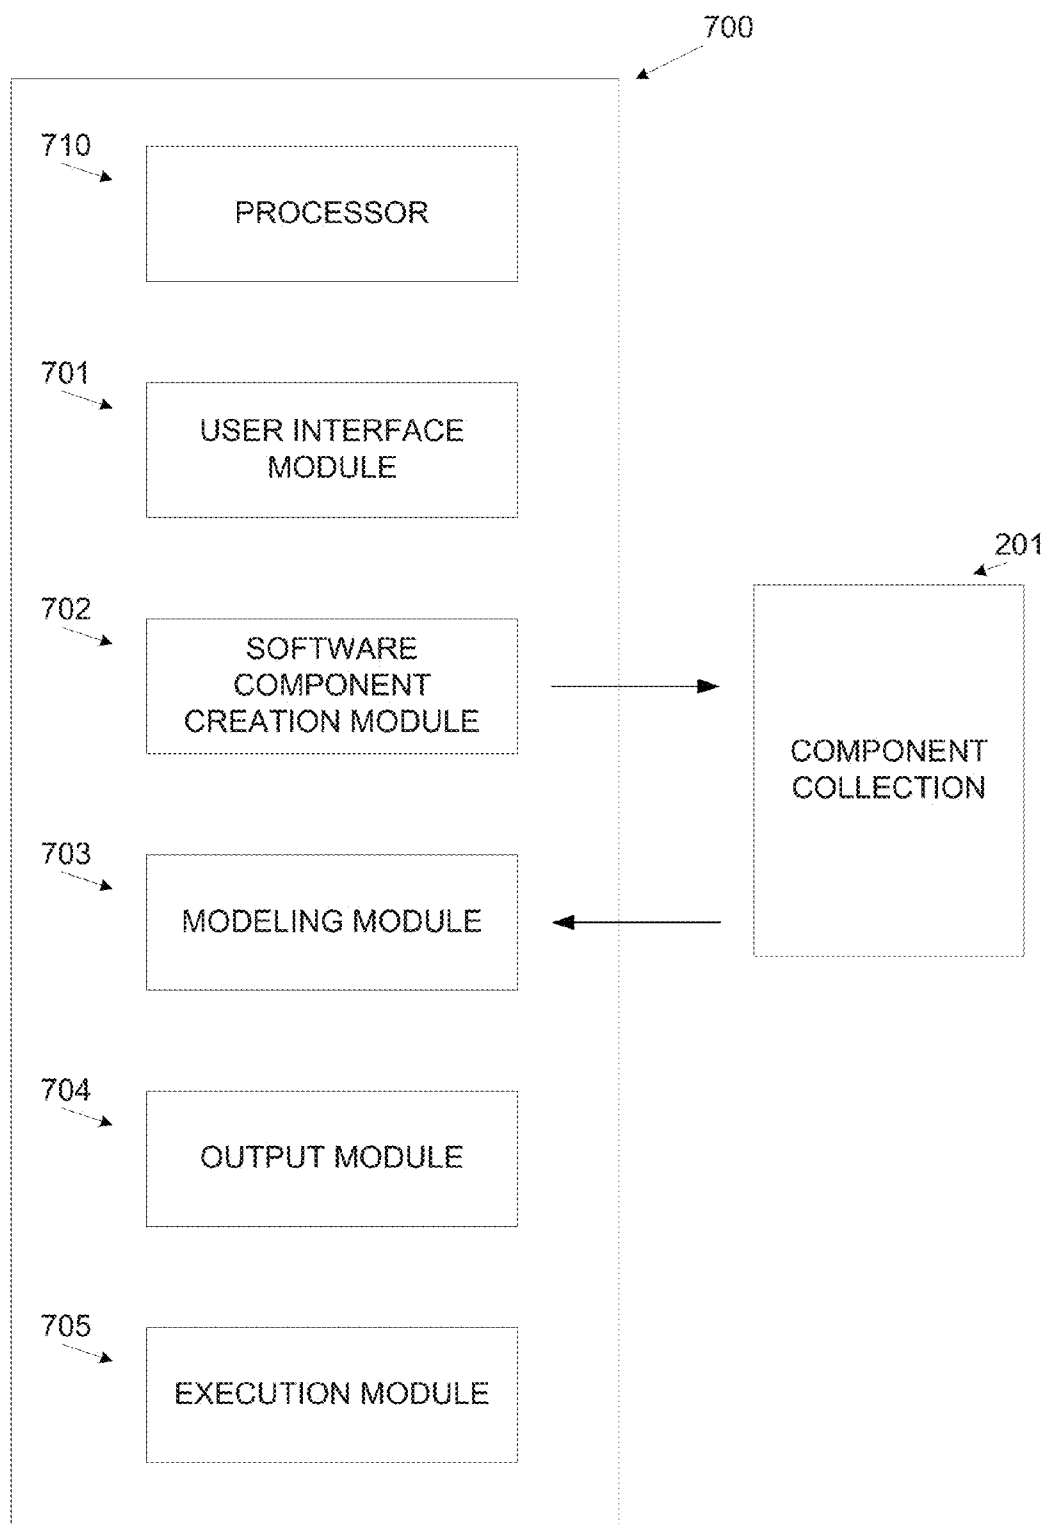 700
710
PROCESSOR
701
USER INTERFACE
MODULE
201
702
SOFTWARE
COMPONENT
CREATION MODULE
COMPONENT
COLLECTION
703
MODELING MODULE
704
OUTPUT MODULE
705
EXECUTION MODULE